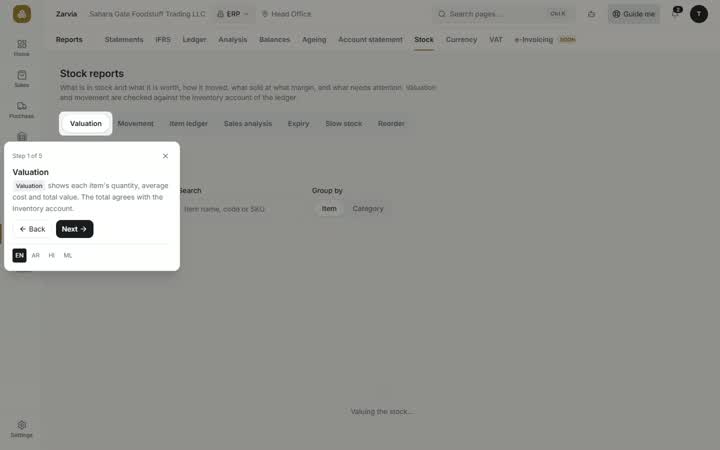 Zarvia Sahara Gate Foodstuff Trading LLC ERP Head Office Search pages... Ctrl K Guide me 2 T
Reports Statements IFRS Ledger Analysis Balances Ageing Account statement Stock Currency VAT e-Invoicing SOON
Home
Sales
Purchase
Stock reports
What is in stock and what it is worth, how it moved, what sold at what margin, and what needs attention. Valuation
and movement are checked against the inventory account of the ledger.
Valuation Movement Item ledger Sales analysis Expiry Slow stock Reorder
Step 1 of 5
Valuation
Valuation shows each item's quantity, average
cost and total value. The total agrees with the
inventory account.
Back Next
EN AR HI ML
Search Group by
Item name, code or SKU Item Category
Valuing the stock...
Settings